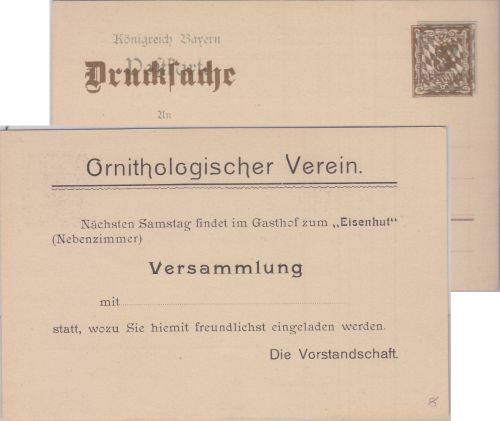 Königreich Bayern
Postkarte
Drucksache
An
Ornithologischer Verein.
Nächsten Samstag findet im Gasthof zum „Eisenhut“
(Nebenzimmer)
Versammlung
mit
statt, wozu Sie hiemit freundlichst eingeladen werden.
Die Vorstandschaft.
8